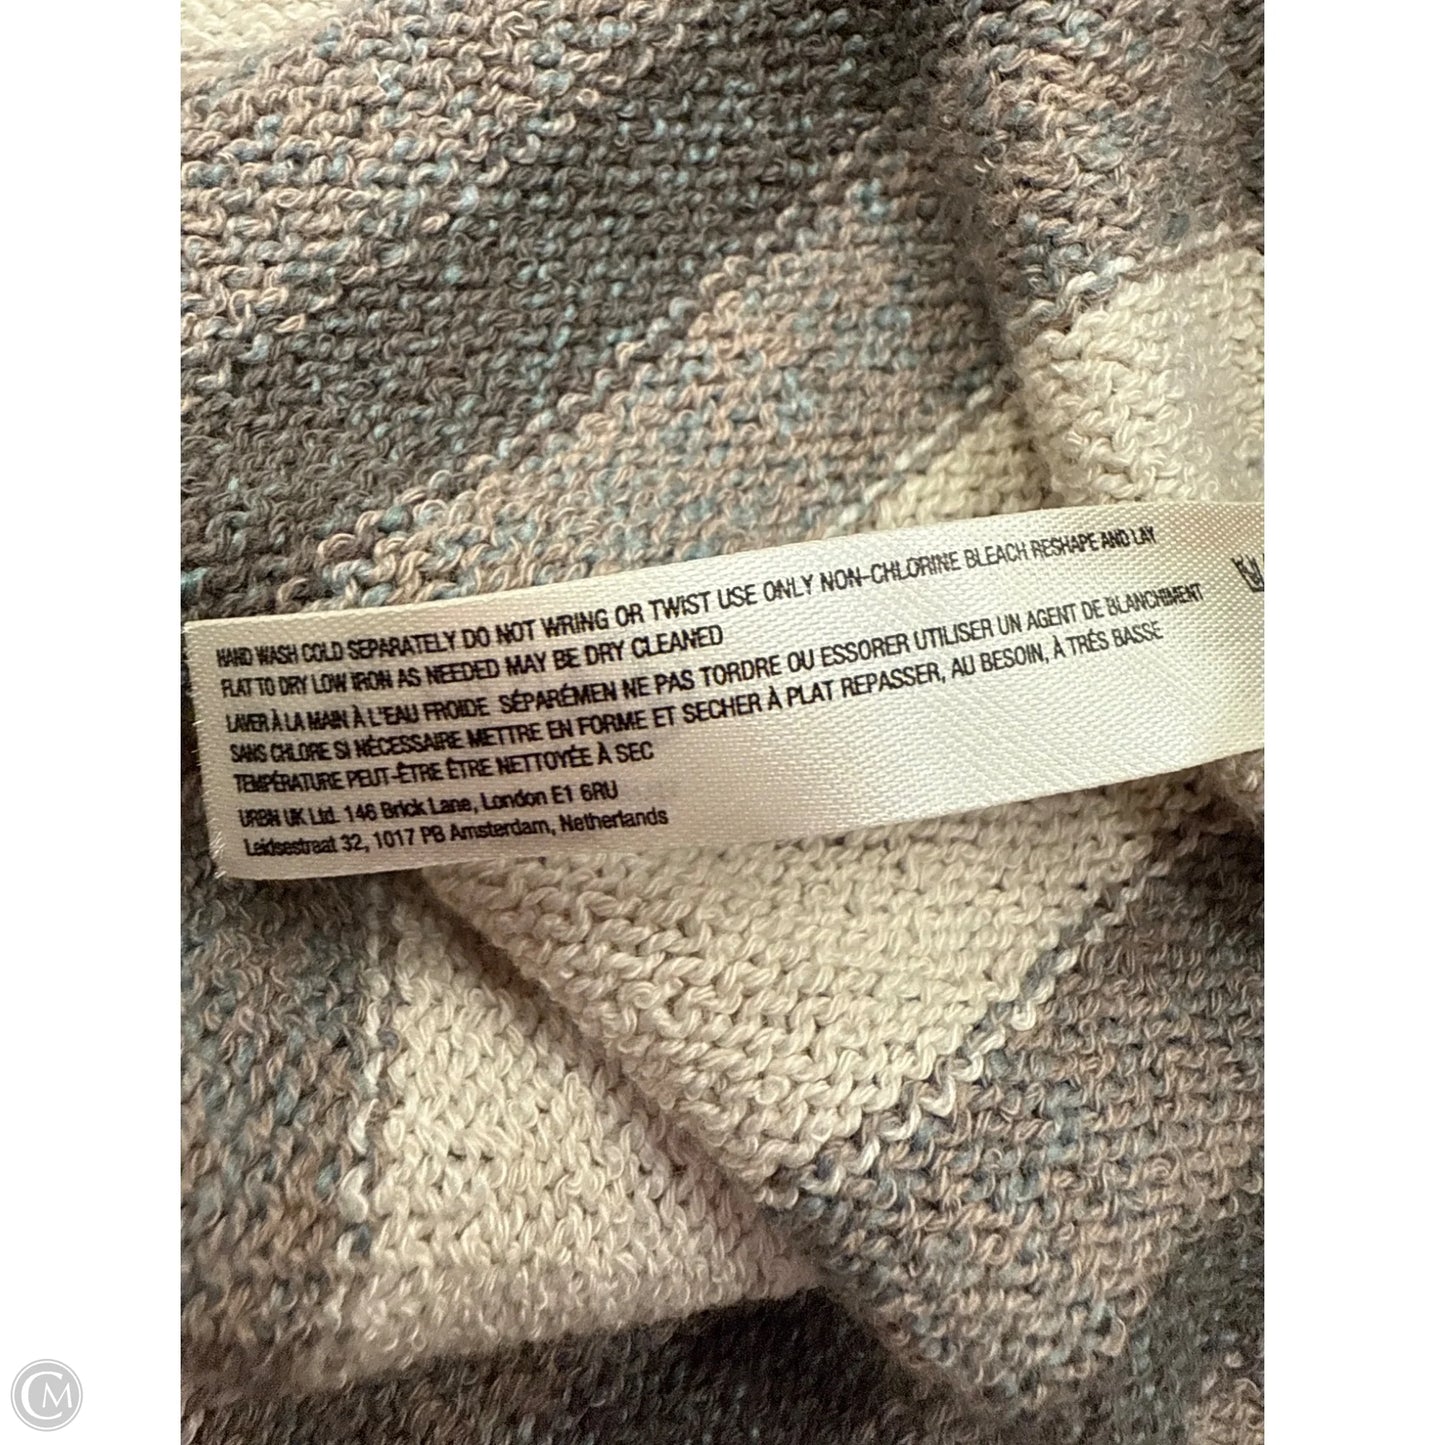 HAND WASH COLD SEPARATELY DO NOT WRING OR TWIST USE ONLY NON-CHLORINE BLEACH RESHAPE AND LAY
FLAT TO DRY LOW IRON AS NEEDED MAY BE DRY CLEANED
LAVER À LA MAIN À L'EAU FROIDE SÉPARÉMEN NE PAS TORDRE OU ESSORER UTILISER UN AGENT DE BLANCHIMENT
SANS CHLORE SI NÉCESSAIRE METTRE EN FORME ET SECHER À PLAT REPASSER, AU BESOIN, À TRÉS BASSE
TEMPÉRATURE PEUT-ÊTRE ÊTRE NETTOYÉE À SEC
URBN UK Ltd. 146 Brick Lane, London E1 6RU
Leidsestraat 32, 1017 PB Amsterdam, Netherlands
CM